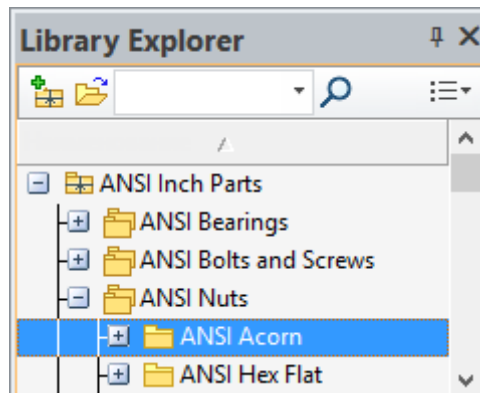 Library Explorer
ANSI Inch Parts
ANSI Bearings
ANSI Bolts and Screws
ANSI Nuts
ANSI Acorn
ANSI Hex Flat